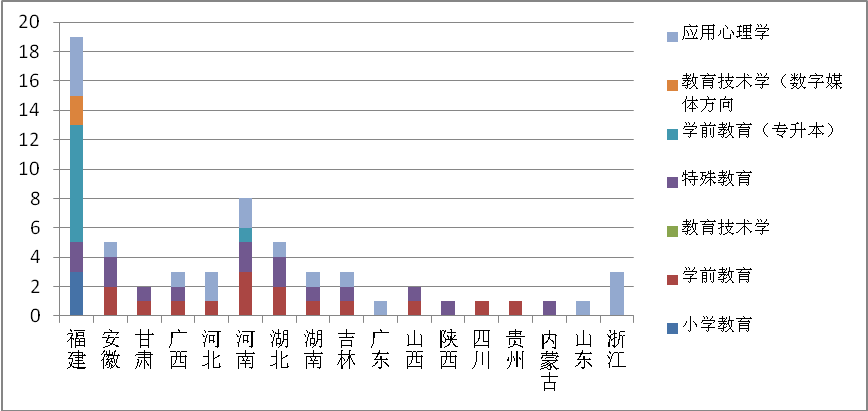 20
18
16
14
12
10
8
6
4
2
0
福建
安徽
甘肃
广西
河北
河南
湖北
湖南
吉林
广东
山西
陕西
四川
贵州
内蒙古
山东
浙江
应用心理学
教育技术学（数字媒
体方向
学前教育（专升本）
特殊教育
教育技术学
学前教育
小学教育